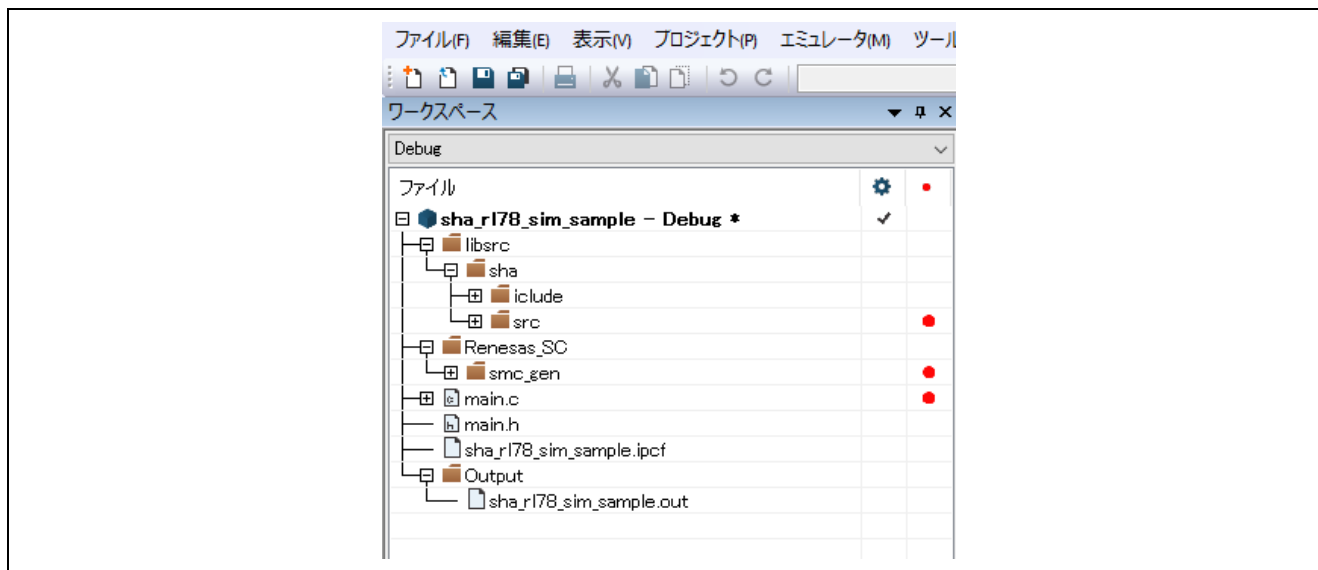 ファイル(F) 編集(E) 表示(V) プロジェクト(P) エミュレータ(M) ツール
ワークスペース
Debug
ファイル
sha_rl78_sim_sample - Debug *
libsrc
sha
iclude
src
Renesas_SC
smc_gen
main.c
main.h
sha_rl78_sim_sample.ipcf
Output
sha_rl78_sim_sample.out